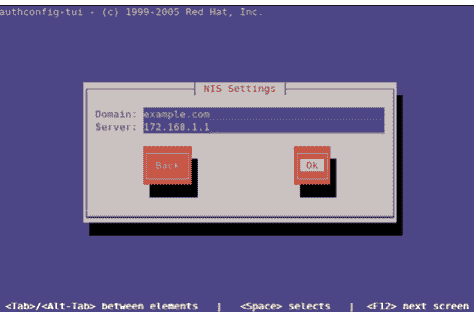 authconfig-tui - (c) 1999-2005 Red Hat, Inc.
NIS Settings
Domain: example.com
Server: 172.168.1.1
Back Ok
<Tab>/<Alt-Tab> between elements | <Space> selects | <F12> next screen